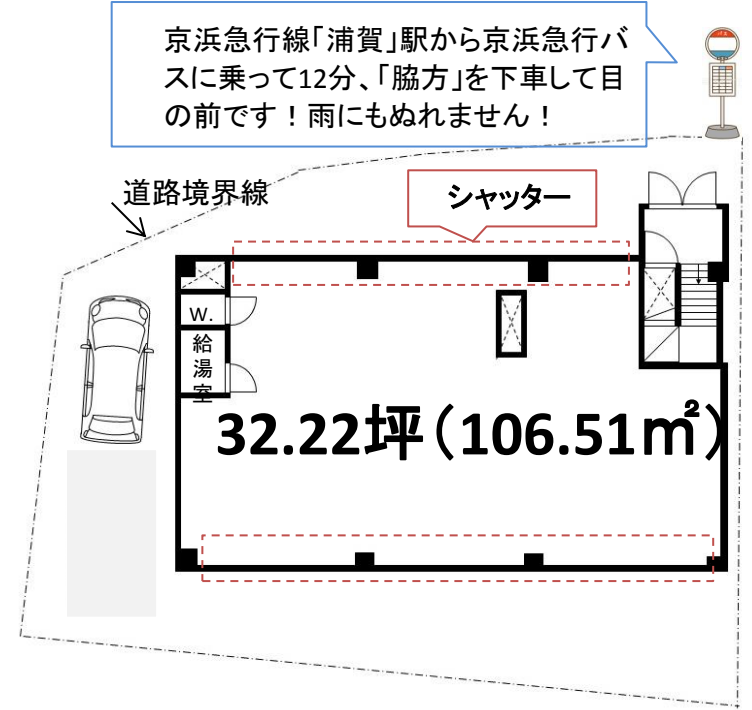 京浜急行線「浦賀」駅から京浜急行バ
スに乗って12分、「脇方」を下車して目
の前です！雨にもぬれません！
道路境界線
シャッター
W.
給
湯
室
32.22坪（106.51㎡）